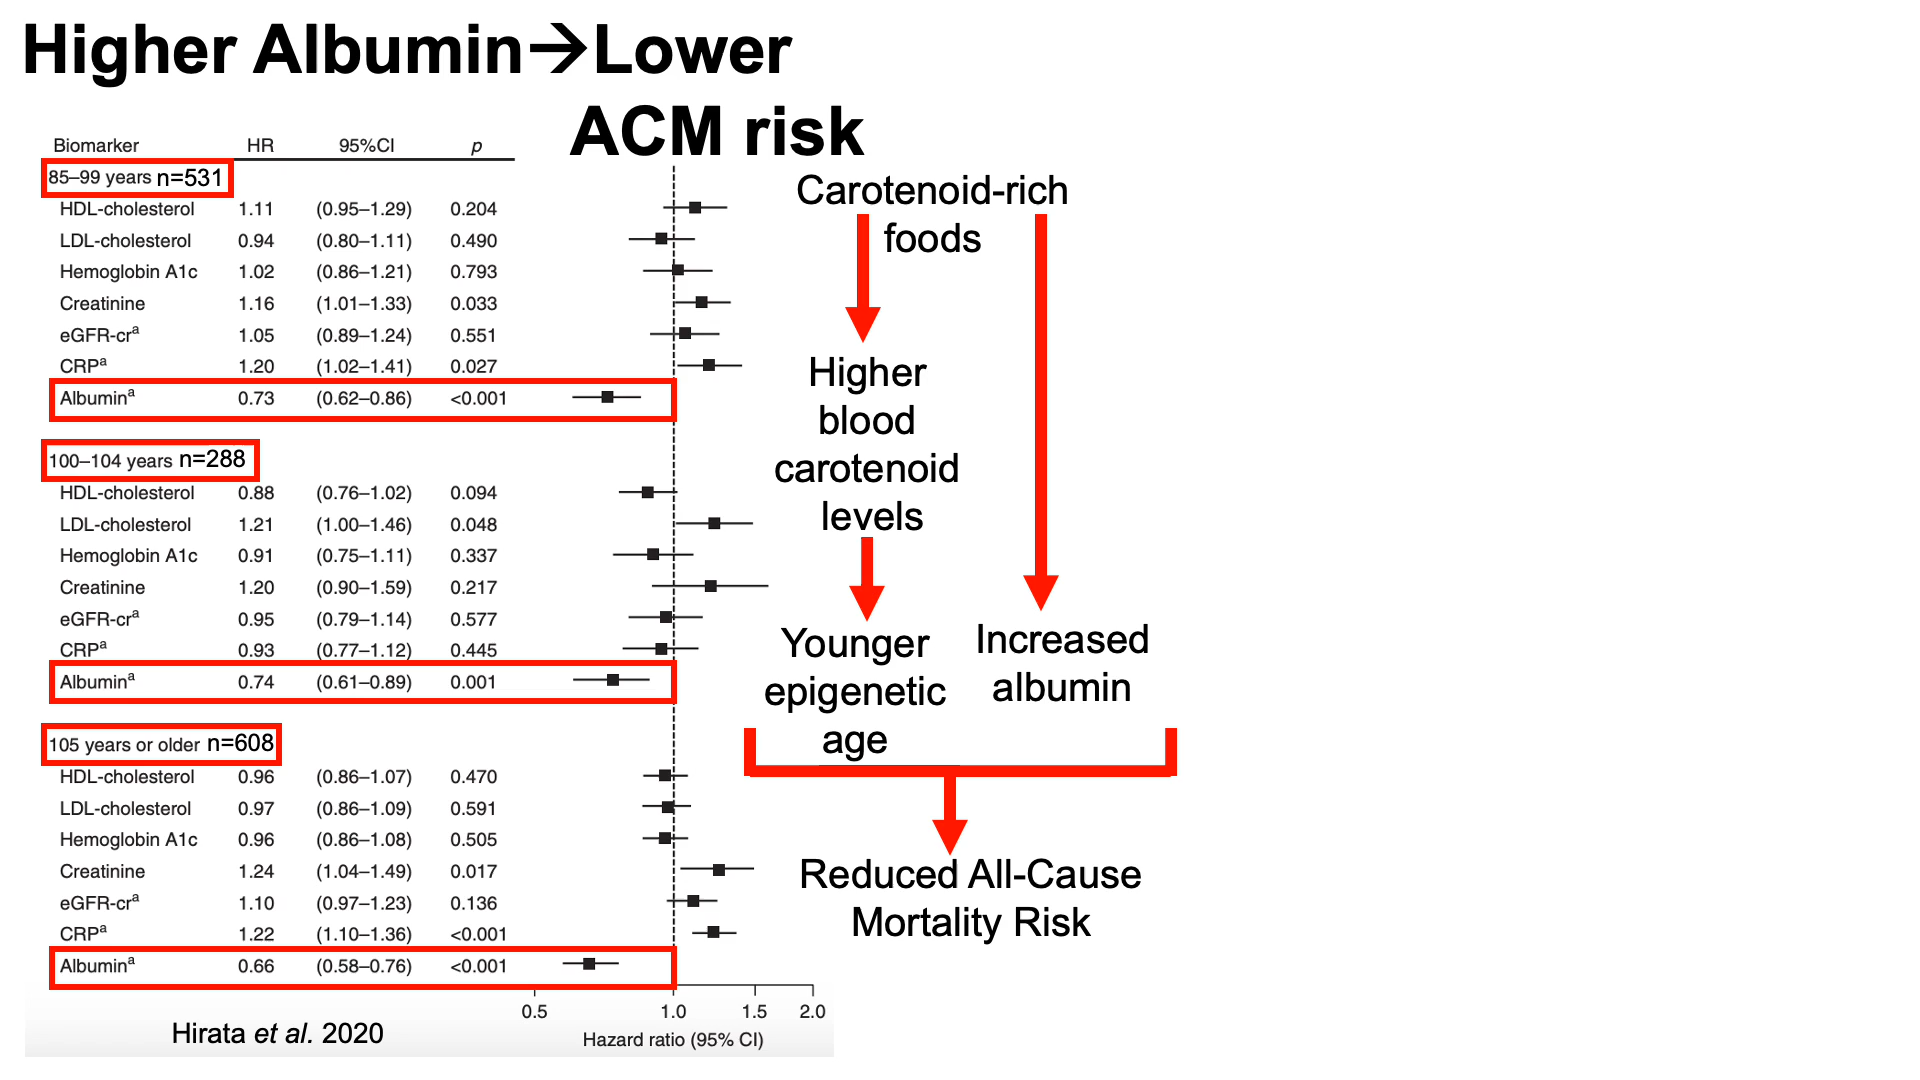 Higher Albumin→Lower
ACM risk
Biomarker HR 95%CI p
85–99 years n=531
HDL-cholesterol 1.11 (0.95–1.29) 0.204
LDL-cholesterol 0.94 (0.80–1.11) 0.490
Hemoglobin A1c 1.02 (0.86–1.21) 0.793
Creatinine 1.16 (1.01–1.33) 0.033
eGFR-crᵃ 1.05 (0.89–1.24) 0.551
CRPᵃ 1.20 (1.02–1.41) 0.027
Albuminᵃ 0.73 (0.62–0.86) <0.001
100–104 years n=288
HDL-cholesterol 0.88 (0.76–1.02) 0.094
LDL-cholesterol 1.21 (1.00–1.46) 0.048
Hemoglobin A1c 0.91 (0.75–1.11) 0.337
Creatinine 1.20 (0.90–1.59) 0.217
eGFR-crᵃ 0.95 (0.79–1.14) 0.577
CRPᵃ 0.93 (0.77–1.12) 0.445
Albuminᵃ 0.74 (0.61–0.89) 0.001
105 years or older n=608
HDL-cholesterol 0.96 (0.86–1.07) 0.470
LDL-cholesterol 0.97 (0.86–1.09) 0.591
Hemoglobin A1c 0.96 (0.86–1.08) 0.505
Creatinine 1.24 (1.04–1.49) 0.017
eGFR-crᵃ 1.10 (0.97–1.23) 0.136
CRPᵃ 1.22 (1.10–1.36) <0.001
Albuminᵃ 0.66 (0.58–0.76) <0.001
0.5 1.0 1.5 2.0
Hazard ratio (95% CI)
Hirata et al. 2020
Carotenoid-rich
foods
Higher
blood
carotenoid
levels
Younger
epigenetic
age
Increased
albumin
Reduced All-Cause
Mortality Risk